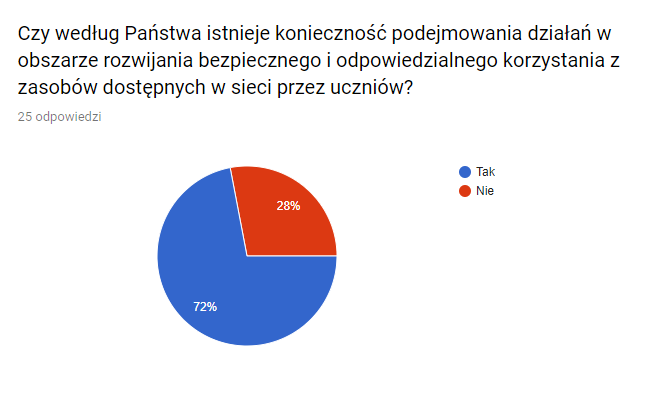 Czy według Państwa istnieje konieczność podejmowania działań w
obszarze rozwijania bezpiecznego i odpowiedzialnego korzystania z
zasobów dostępnych w sieci przez uczniów?
25 odpowiedzi
Tak
Nie
28%
72%